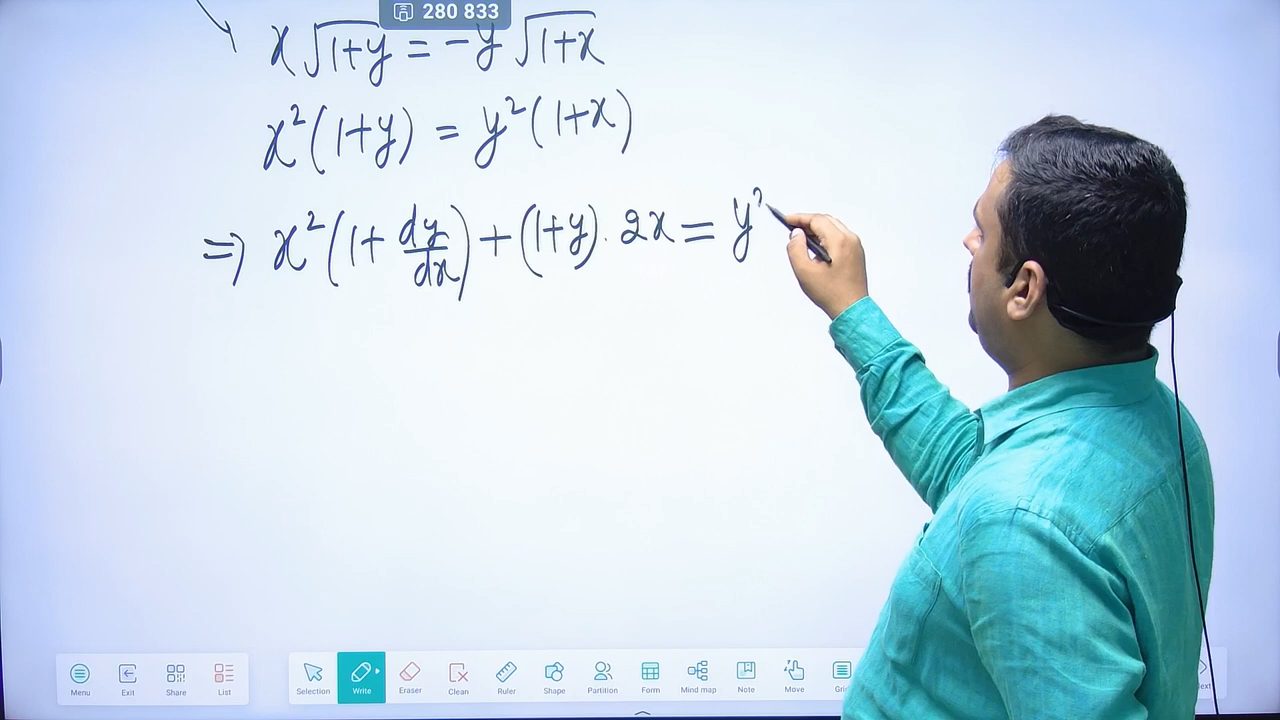 280 833
x√1+y = -y √1+x
x²(1+y) = y²(1+x)
⇒ x²(1+ dy/dx) + (1+y). 2x = y²
Menu Exit Share List Selection Write Eraser Clean Ruler Shape Partition Form Mind map Note Move